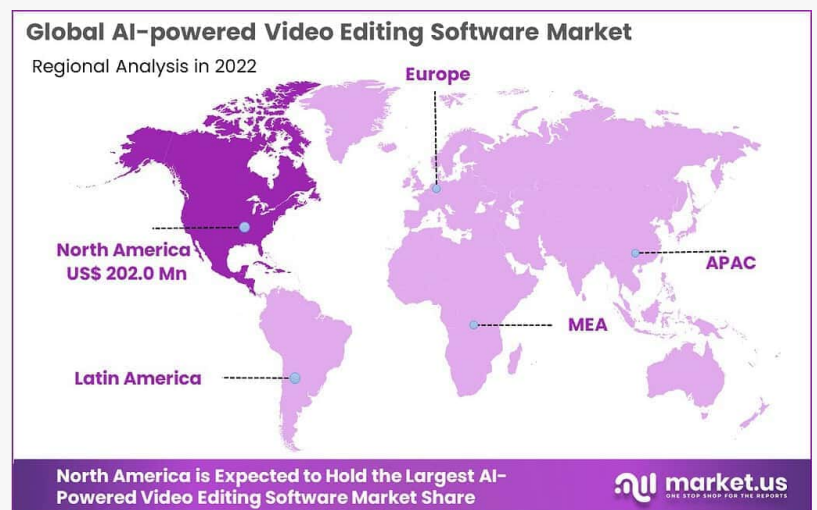 Global AI-powered Video Editing Software Market
Regional Analysis in 2022
Europe
North America
US$ 202.0 Mn
APAC
MEA
Latin America
North America is Expected to Hold the Largest AI-
Powered Video Editing Software Market Share
market.us
ONE STOP SHOP FOR THE REPORTS